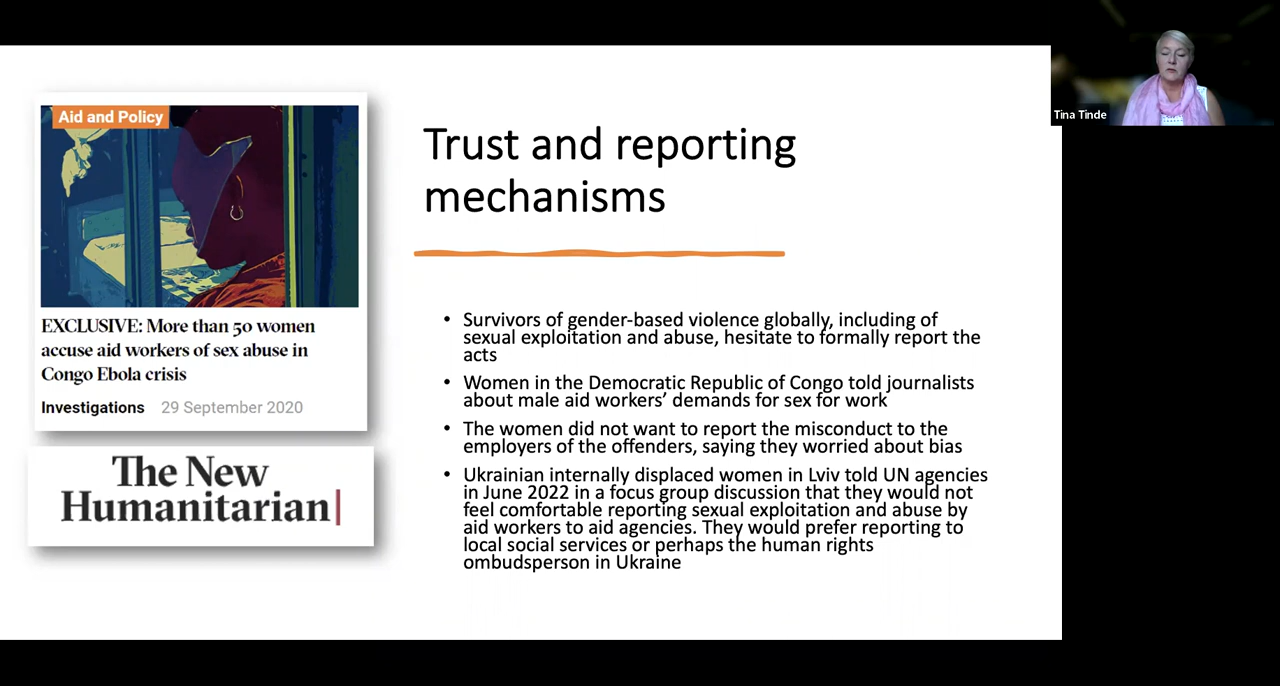 Aid and Policy
EXCLUSIVE: More than 50 women
accuse aid workers of sex abuse in
Congo Ebola crisis
Investigations 29 September 2020
The New
Humanitarian
Trust and reporting
mechanisms
• Survivors of gender-based violence globally, including of
sexual exploitation and abuse, hesitate to formally report the
acts
• Women in the Democratic Republic of Congo told journalists
about male aid workers’ demands for sex for work
• The women did not want to report the misconduct to the
employers of the offenders, saying they worried about bias
• Ukrainian internally displaced women in Lviv told UN agencies
in June 2022 in a focus group discussion that they would not
feel comfortable reporting sexual exploitation and abuse by
aid workers to aid agencies. They would prefer reporting to
local social services or perhaps the human rights
ombudsperson in Ukraine
Tina Tinde